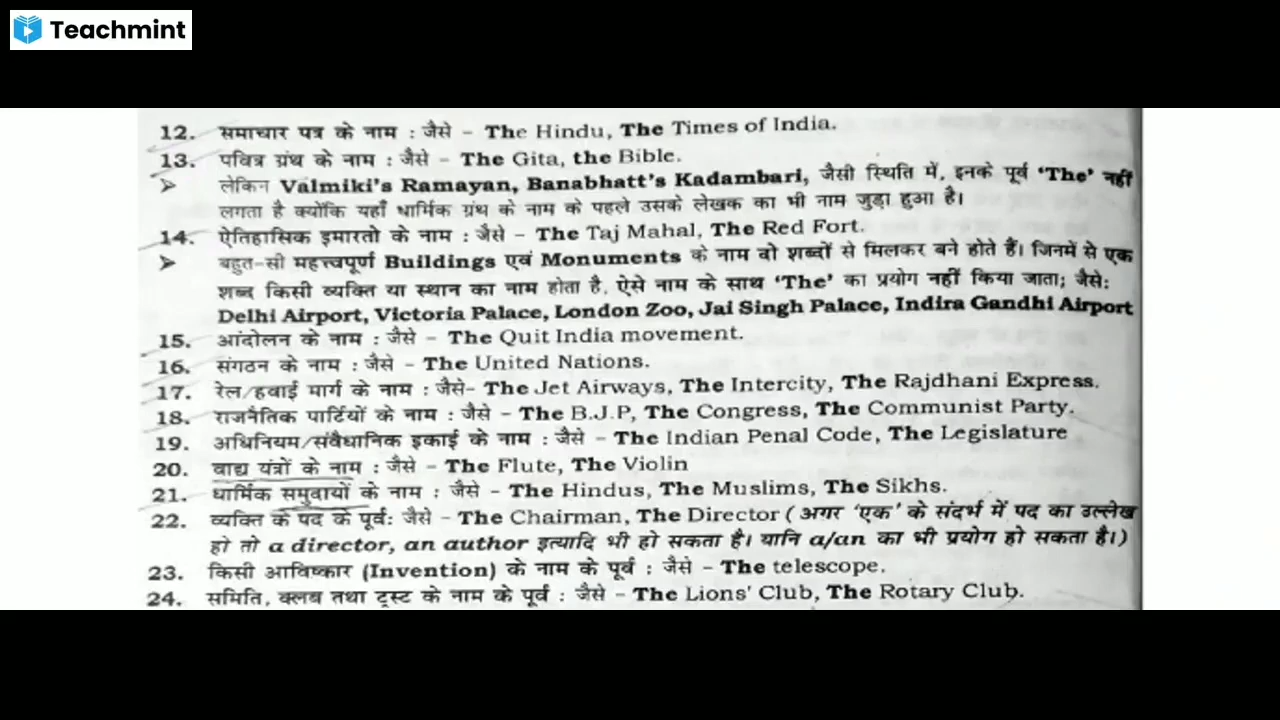 Teachmint
12. समाचार पत्र के नाम : जैसे – The Hindu, The Times of India.
13. पवित्र ग्रंथ के नाम : जैसे – The Gita, the Bible.
➢ लेकिन Valmiki's Ramayan, Banabhatt's Kadambari, जैसी स्थिति में, इनके पूर्व 'The' नहीं
लगता है क्योंकि यहाँ धार्मिक ग्रंथ के नाम के पहले उसके लेखक का भी नाम जुड़ा हुआ है।
14. ऐतिहासिक इमारतो के नाम : जैसे – The Taj Mahal, The Red Fort.
➢ बहुत-सी महत्त्वपूर्ण Buildings एवं Monuments के नाम दो शब्दों से मिलकर बने होते हैं। जिनमें से एक
शब्द किसी व्यक्ति या स्थान का नाम होता है, ऐसे नाम के साथ 'The' का प्रयोग नहीं किया जाता; जैसे:
Delhi Airport, Victoria Palace, London Zoo, Jai Singh Palace, Indira Gandhi Airport
15. आंदोलन के नाम : जैसे – The Quit India movement.
16. संगठन के नाम : जैसे – The United Nations.
17. रेल/हवाई मार्ग के नाम : जैसे– The Jet Airways, The Intercity, The Rajdhani Express.
18. राजनैतिक पार्टियों के नाम : जैसे – The B.J.P, The Congress, The Communist Party.
19. अधिनियम/संवैधानिक इकाई के नाम : जैसे – The Indian Penal Code, The Legislature
20. वाद्य यंत्रों के नाम : जैसे – The Flute, The Violin
21. धार्मिक समुदायों के नाम : जैसे – The Hindus, The Muslims, The Sikhs.
22. व्यक्ति के पद के पूर्व: जैसे – The Chairman, The Director ( अगर 'एक' के संदर्भ में पद का उल्लेख
हो तो a director, an author इत्यादि भी हो सकता है। यानि a/an का भी प्रयोग हो सकता है।)
23. किसी आविष्कार (Invention) के नाम के पूर्व : जैसे – The telescope.
24. समिति, क्लब तथा ट्रस्ट के नाम के पूर्व : जैसे – The Lions' Club, The Rotary Club.